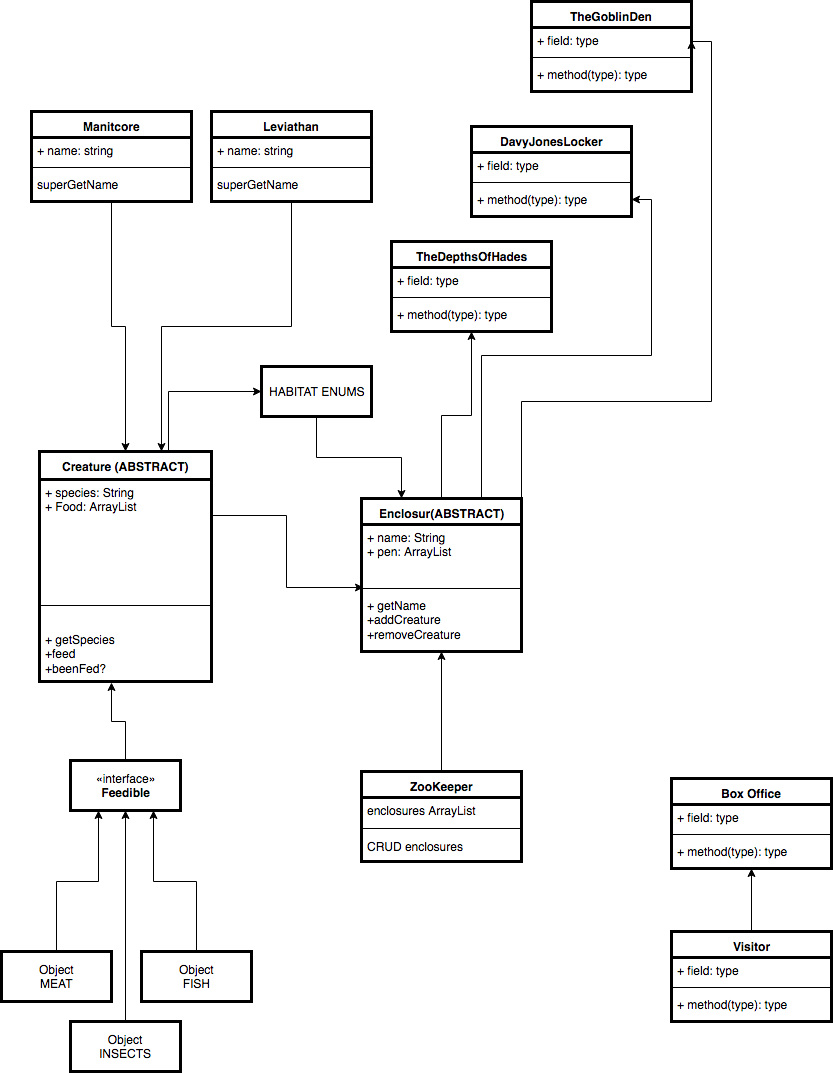 TheGoblinDen
+ field: type
+ method(type): type
Manitcore
+ name: string
superGetName
Leviathan
+ name: string
superGetName
DavyJonesLocker
+ field: type
+ method(type): type
TheDepthsOfHades
+ field: type
+ method(type): type
HABITAT ENUMS
Creature (ABSTRACT)
+ species: String
+ Food: ArrayList
+ getSpecies
+feed
+beenFed?
Enclosur(ABSTRACT)
+ name: String
+ pen: ArrayList
+ getName
+addCreature
+removeCreature
«interface»
Feedible
ZooKeeper
enclosures ArrayList
CRUD enclosures
Box Office
+ field: type
+ method(type): type
Visitor
+ field: type
+ method(type): type
Object
MEAT
Object
FISH
Object
INSECTS